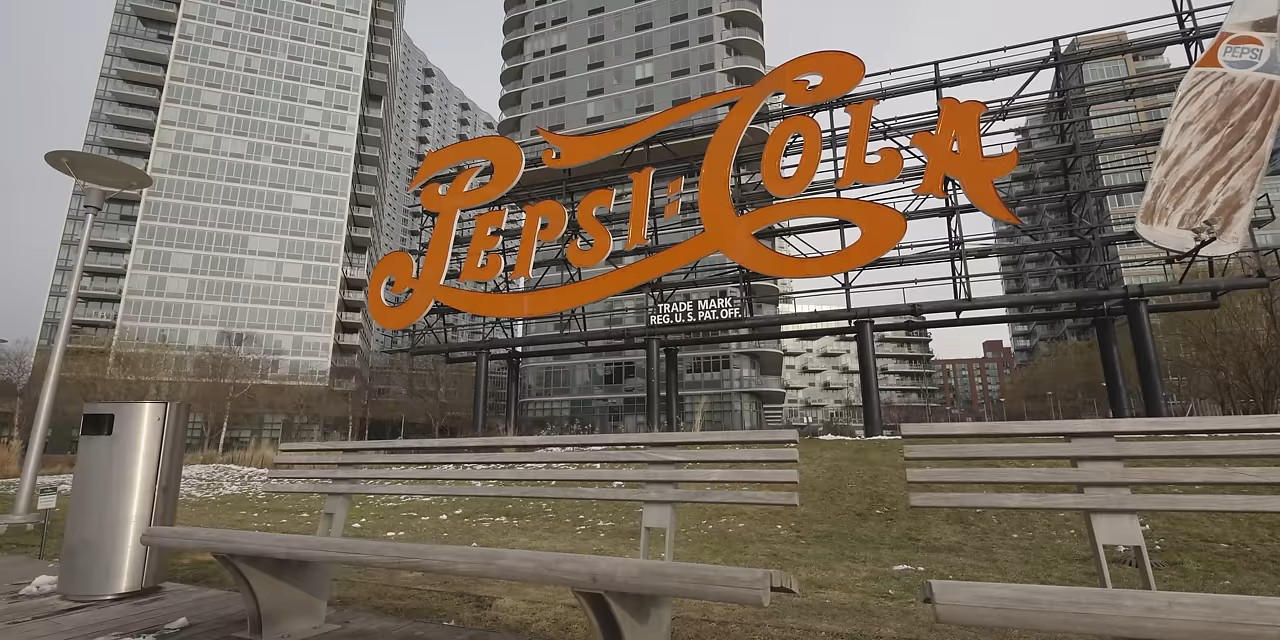 PEPSI-COLA
TRADE MARK
REG. U.S. PAT. OFF.
PEPSI